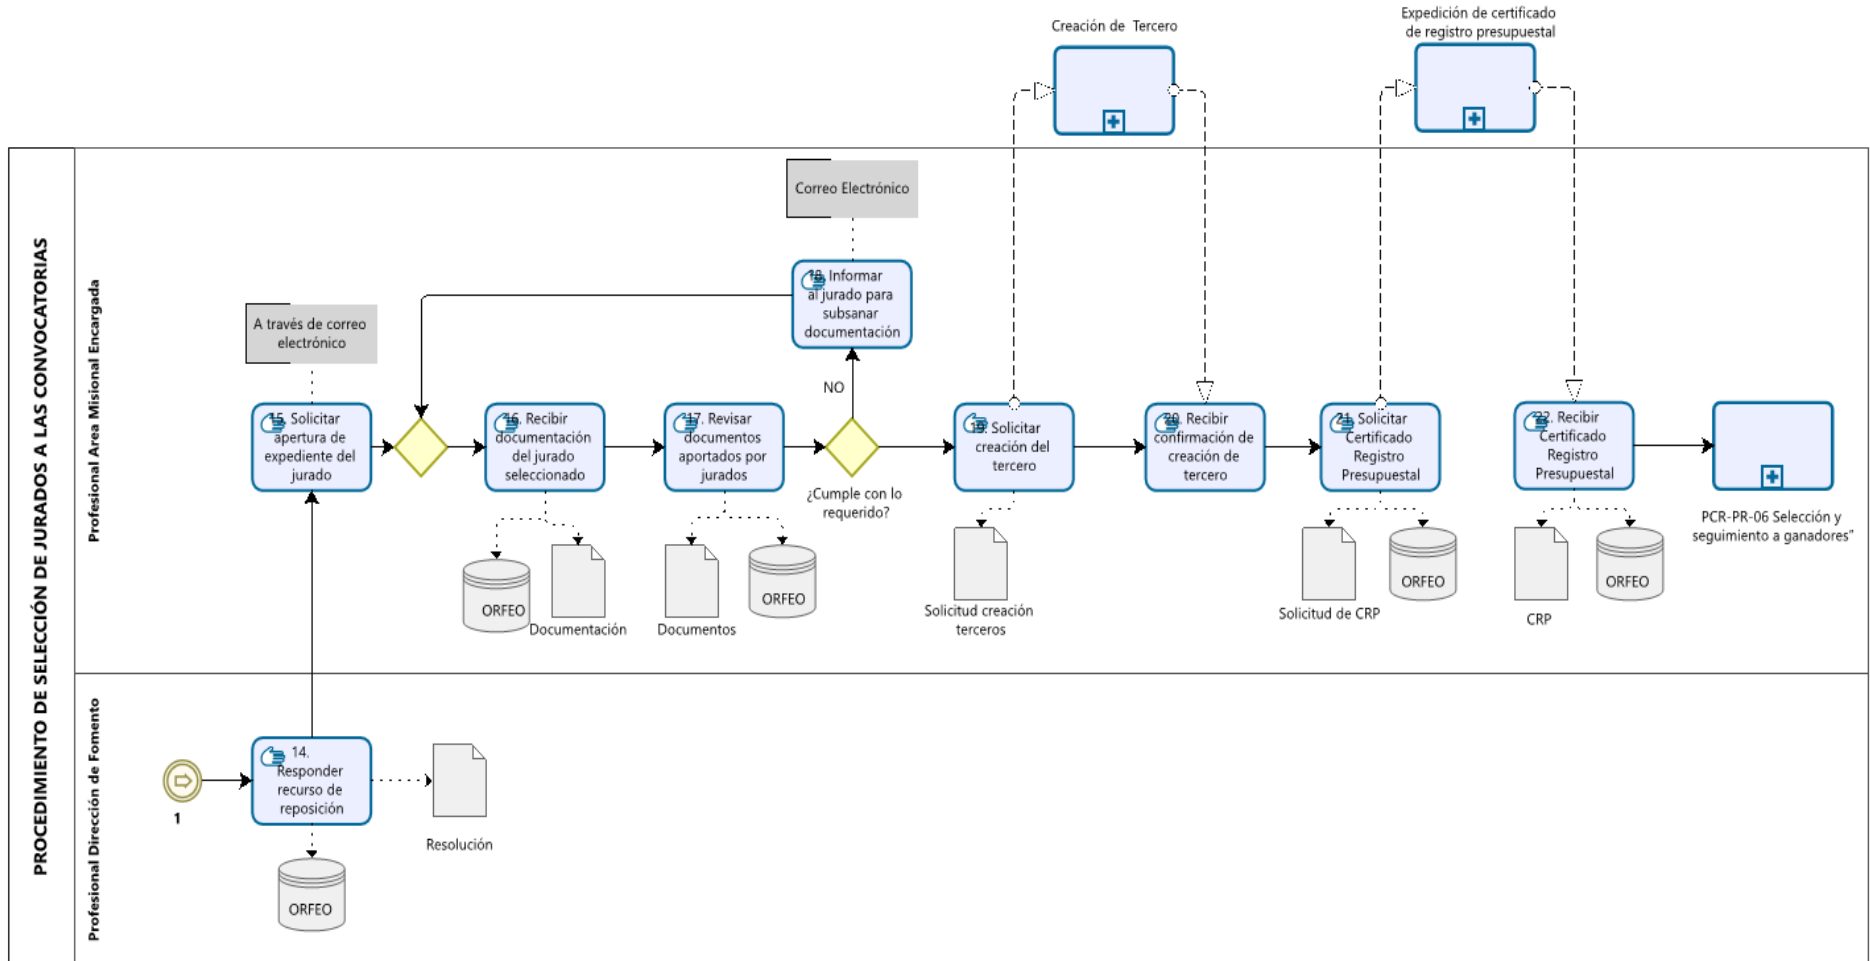 Creación de Tercero
Expedición de certificado
de registro presupuestal
PROCEDIMIENTO DE SELECCIÓN DE JURADOS A LAS CONVOCATORIAS
Profesional Area Misional Encargada
Correo Electrónico
18. Informar
al jurado para
subsanar
documentación
A través de correo
electrónico
NO
15. Solicitar
apertura de
expediente del
jurado
16. Recibir
documentación
del jurado
seleccionado
17. Revisar
documentos
aportados por
jurados
¿Cumple con lo
requerido?
19. Solicitar
creación del
tercero
20. Recibir
confirmación de
creación de
tercero
21. Solicitar
Certificado
Registro
Presupuestal
22. Recibir
Certificado
Registro
Presupuestal
PCR-PR-06 Selección y
seguimiento a ganadores”
ORFEO
Documentación
Documentos
ORFEO
Solicitud creación
terceros
Solicitud de CRP
ORFEO
CRP
ORFEO
Profesional Dirección de Fomento
1
14.
Responder
recurso de
reposición
Resolución
ORFEO